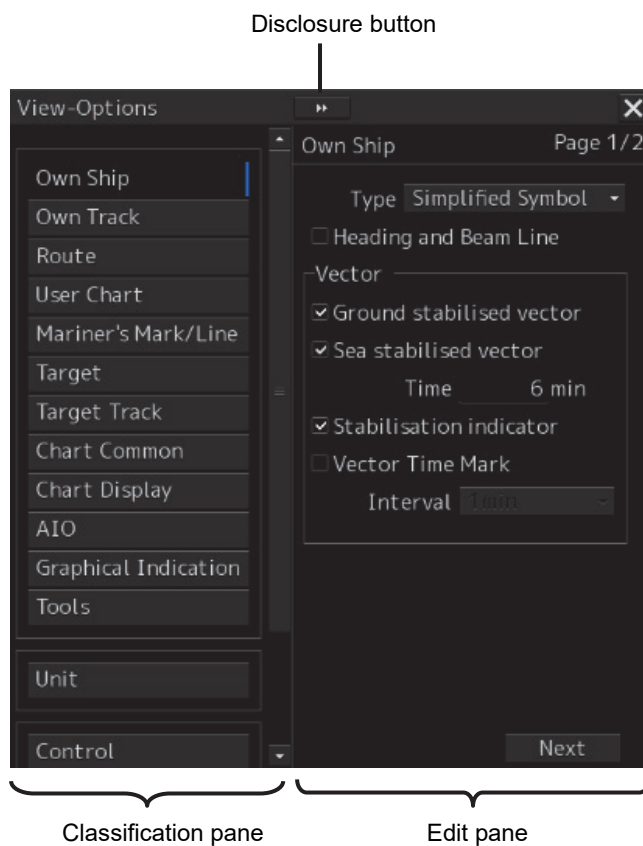 Disclosure button
View-Options
Own Ship
Own Track
Route
User Chart
Mariner's Mark/Line
Target
Target Track
Chart Common
Chart Display
AIO
Graphical Indication
Tools
Unit
Control
Own Ship Page 1/2
Type Simplified Symbol
Heading and Beam Line
Vector
Ground stabilised vector
Sea stabilised vector
Time 6 min
Stabilisation indicator
Vector Time Mark
Interval 1min
Next
Classification pane
Edit pane